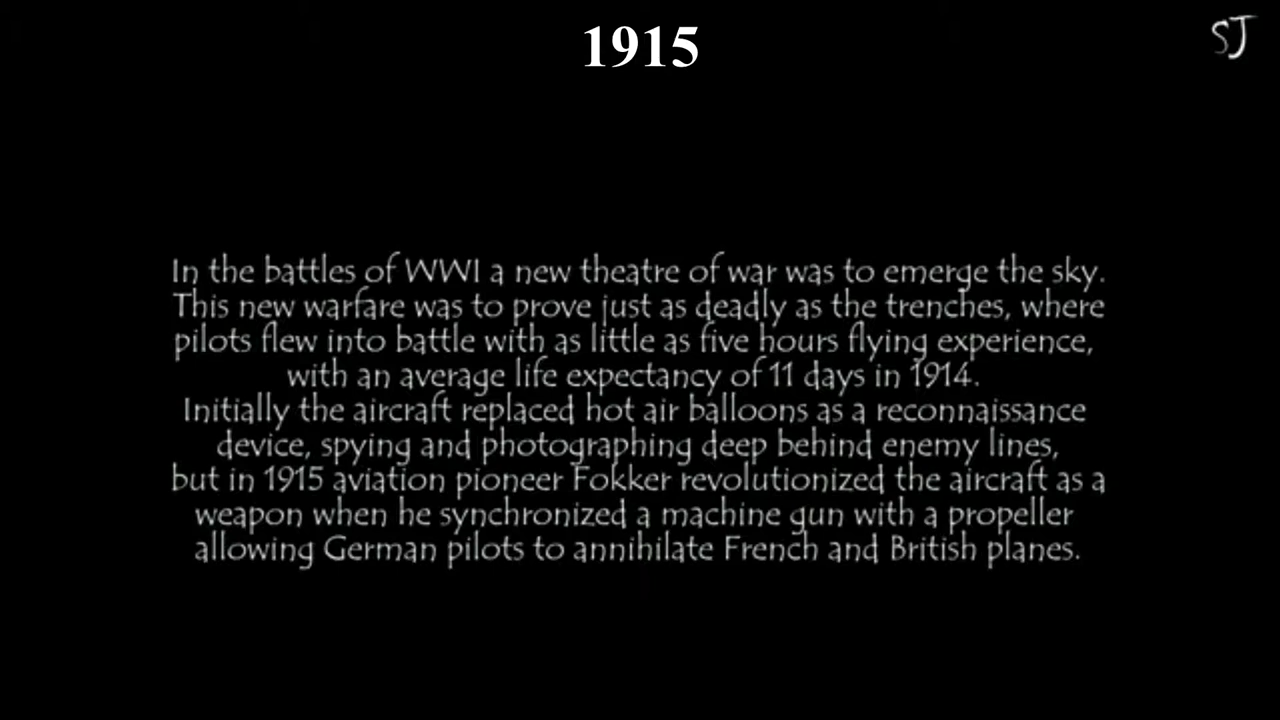 1915
SJ
In the battles of WWI a new theatre of war was to emerge the sky.
This new warfare was to prove just as deadly as the trenches, where
pilots flew into battle with as little as five hours flying experience,
with an average life expectancy of 11 days in 1914.
Initially the aircraft replaced hot air balloons as a reconnaissance
device, spying and photographing deep behind enemy lines,
but in 1915 aviation pioneer Fokker revolutionized the aircraft as a
weapon when he synchronized a machine gun with a propeller
allowing German pilots to annihilate French and British planes.